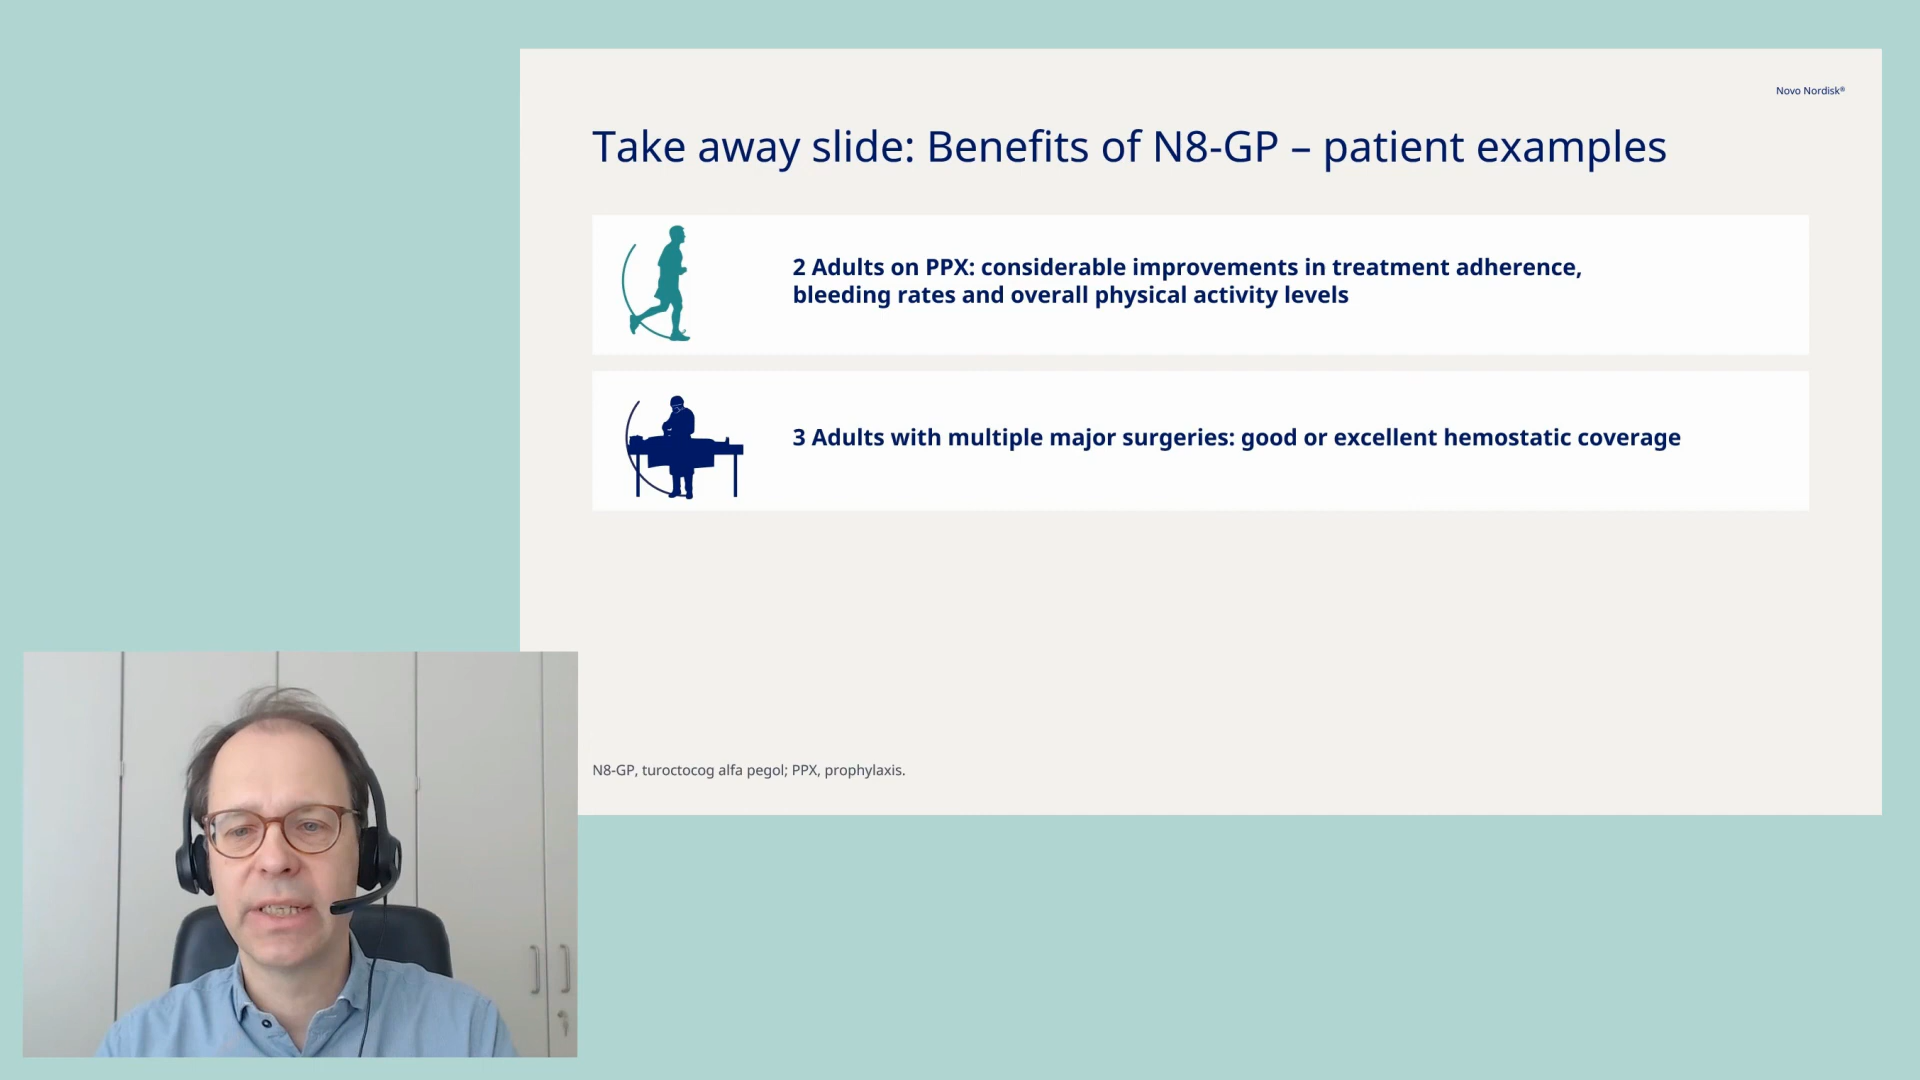 Novo Nordisk®
Take away slide: Benefits of N8-GP – patient examples
2 Adults on PPX: considerable improvements in treatment adherence,
bleeding rates and overall physical activity levels
3 Adults with multiple major surgeries: good or excellent hemostatic coverage
N8-GP, turoctocog alfa pegol; PPX, prophylaxis.